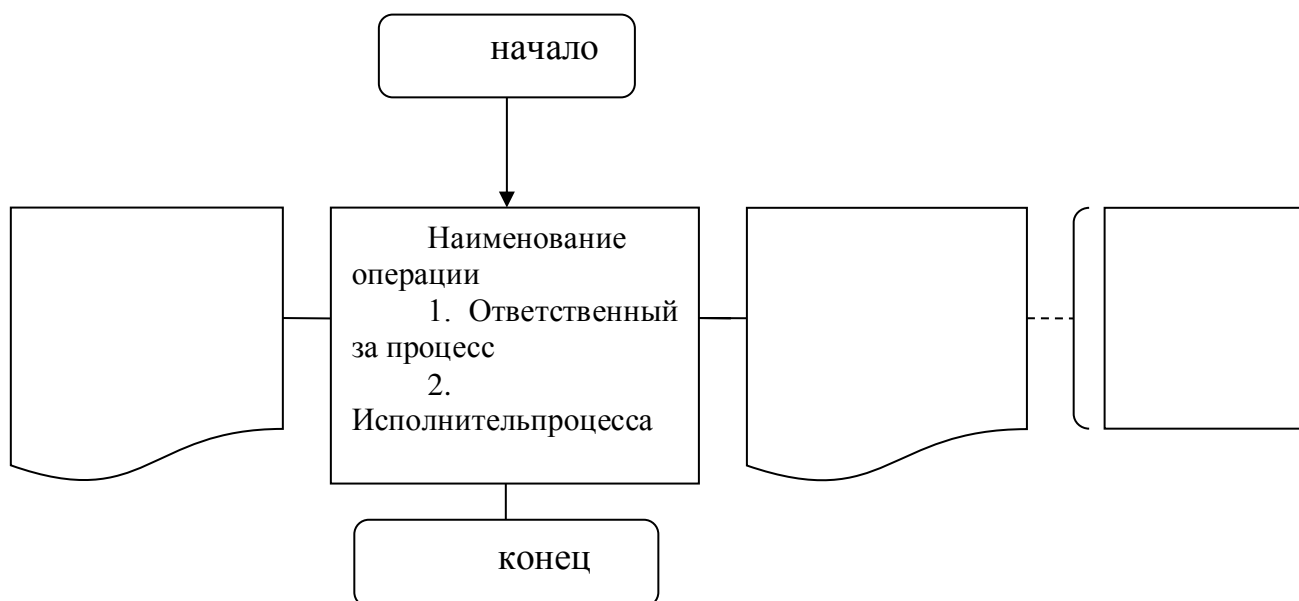 начало
Наименование
операции
1. Ответственный
за процесс
2.
Исполнительпроцесса
конец